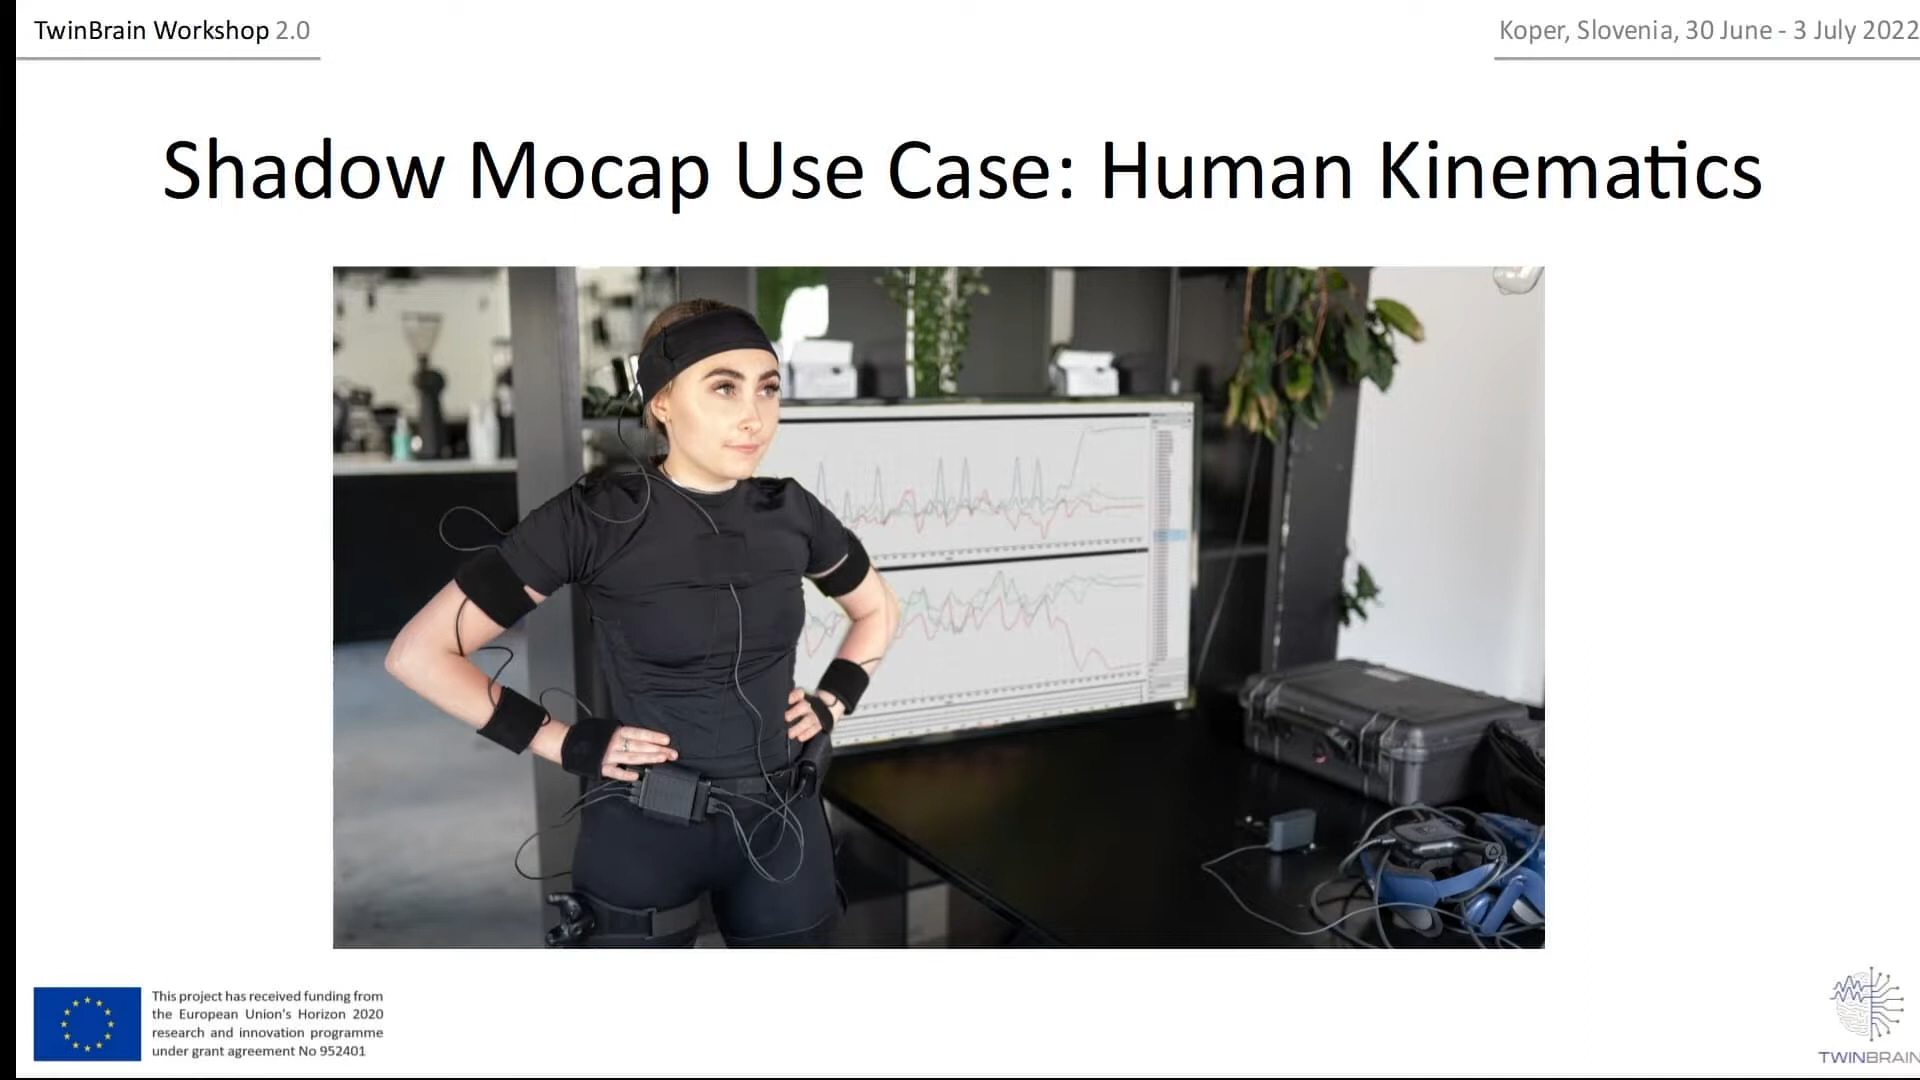 TwinBrain Workshop 2.0
Koper, Slovenia, 30 June - 3 July 2022
Shadow Mocap Use Case: Human Kinematics
This project has received funding from
the European Union's Horizon 2020
research and innovation programme
under grant agreement No 952401
TWINBRAIN